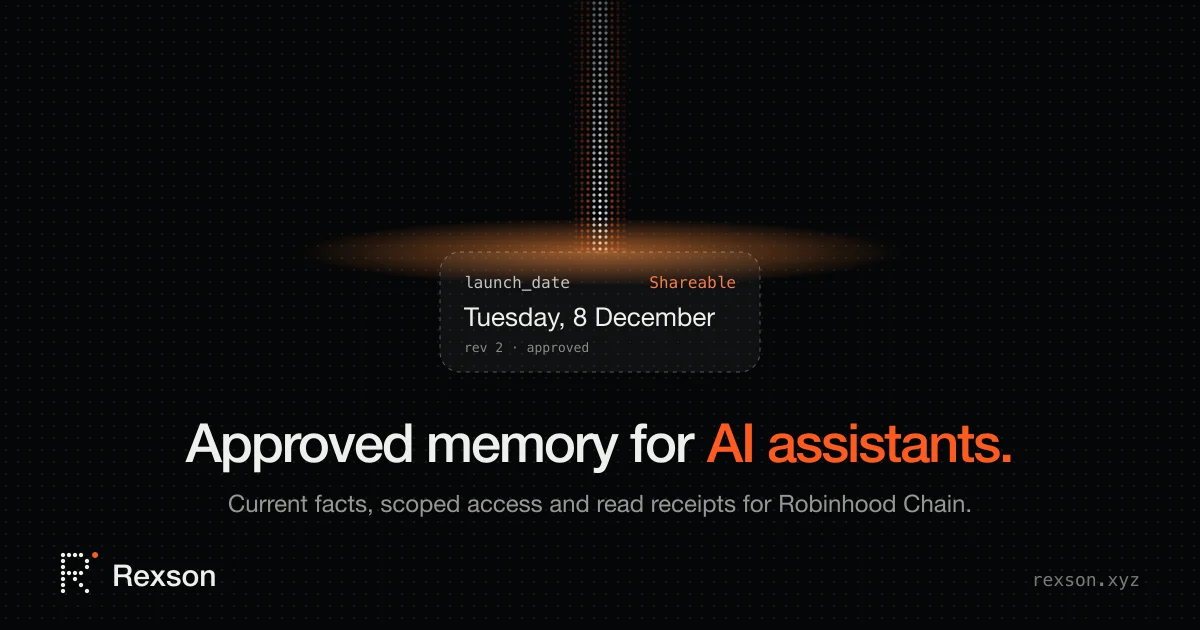 launch_date Shareable
Tuesday, 8 December
rev 2 · approved
Approved memory for AI assistants.
Current facts, scoped access and read receipts for Robinhood Chain.
Rexson
rexson.xyz